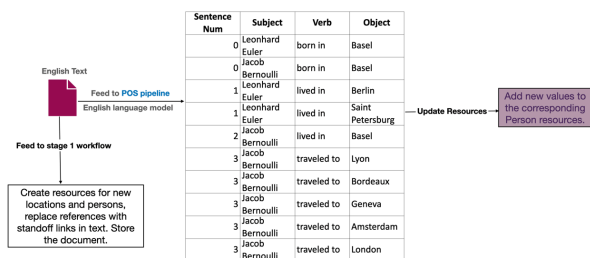 English Text
Feed to POS pipeline
English language model
Feed to stage 1 workflow
Create resources for new
locations and persons,
replace references with
standoff links in text. Store
the document.
Sentence Num Subject Verb Object
0 Leonhard Euler born in Basel
0 Jacob Bernoulli born in Basel
1 Leonhard Euler lived in Berlin
1 Leonhard Euler lived in Saint Petersburg
2 Jacob Bernoulli lived in Basel
3 Jacob Bernoulli traveled to Lyon
3 Jacob Bernoulli traveled to Bordeaux
3 Jacob Bernoulli traveled to Geneva
3 Jacob Bernoulli traveled to Amsterdam
3 Jacob Bernoulli traveled to London
Update Resources
Add new values to
the corresponding
Person resources.